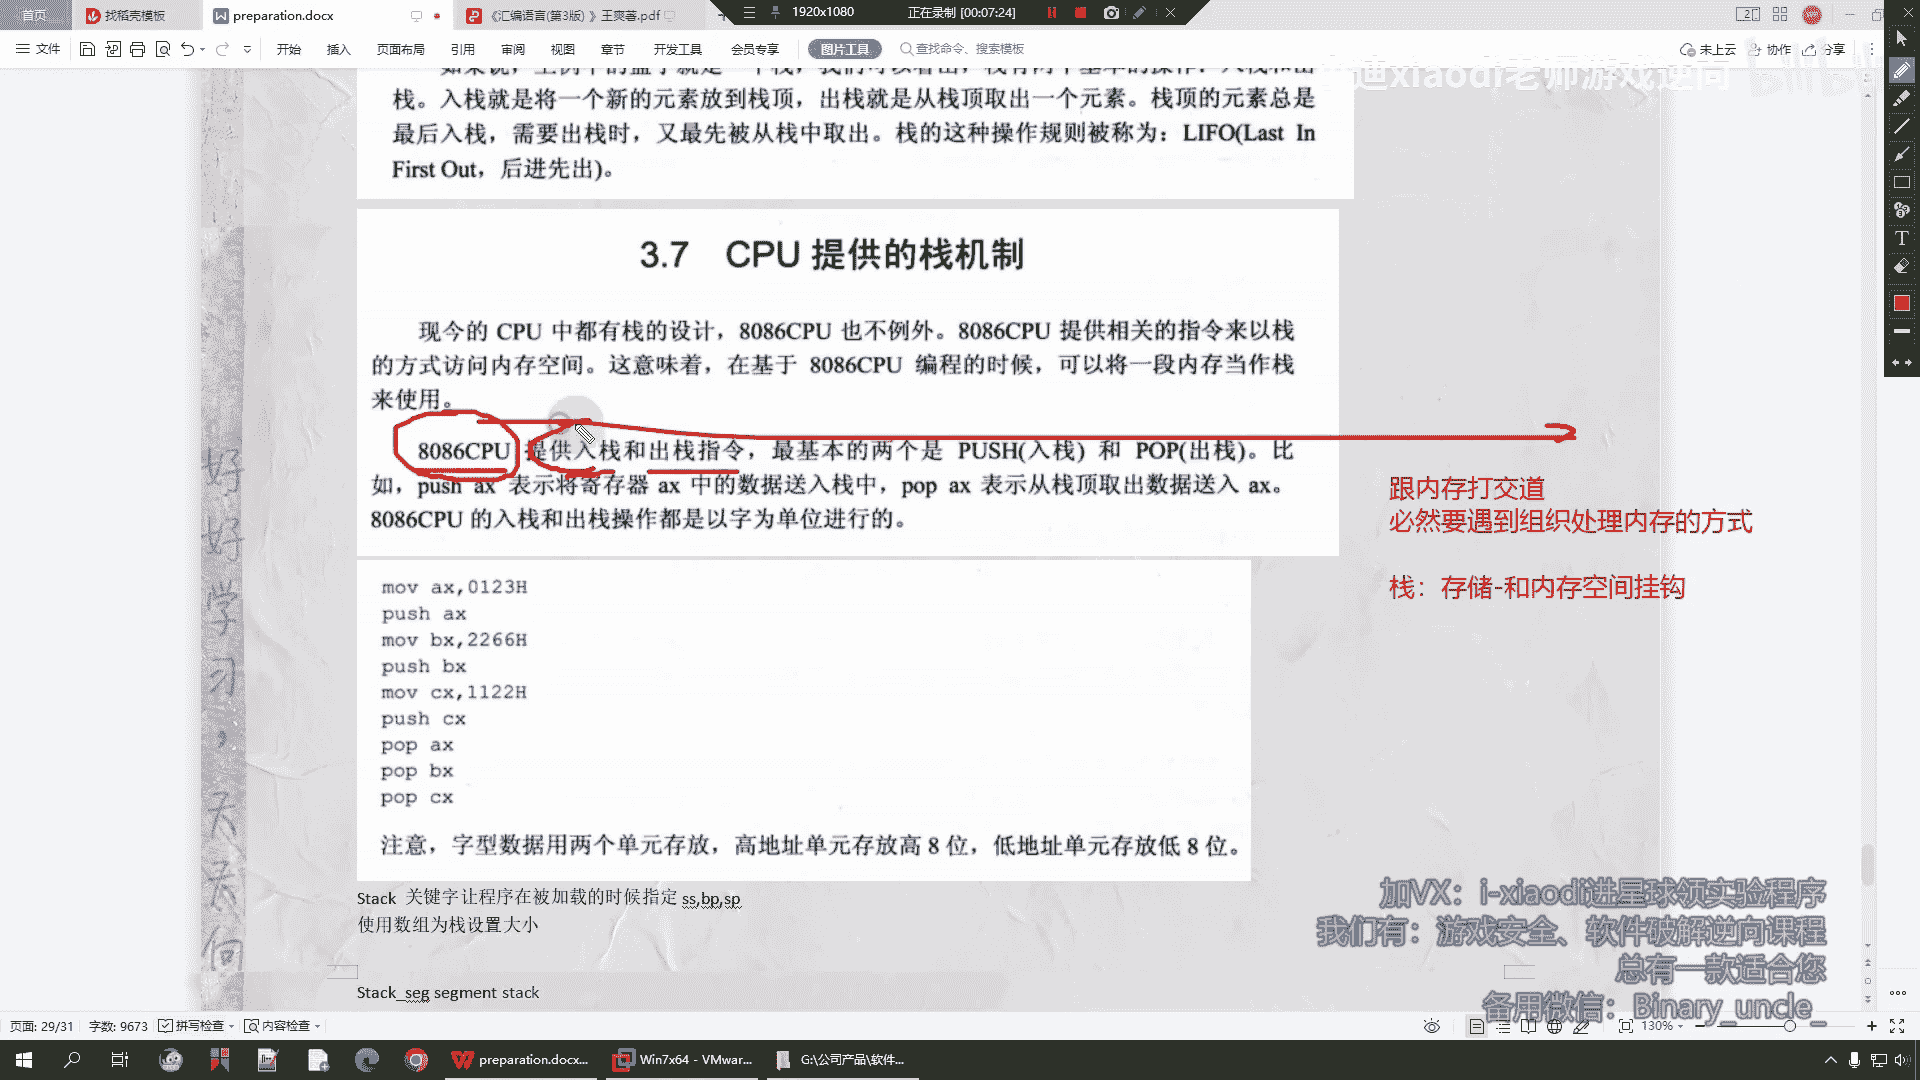 首页
找稻壳模板
preparation.docx
《汇编语言(第3版) 》王爽著.pdf
1920x1080
正在录制 [00:07:24]
文件
开始
插入
页面布局
引用
审阅
视图
章节
开发工具
会员专享
图片工具
查找命令、搜索模板
未上云
协作
分享
迪xiaodi老师游戏逆向
栈。入栈就是将一个新的元素放到栈顶，出栈就是从栈顶取出一个元素。栈顶的元素总是
最后入栈，需要出栈时，又最先被从栈中取出。栈的这种操作规则被称为：LIFO(Last In
First Out，后进先出)。
3.7 CPU 提供的栈机制
现今的 CPU 中都有栈的设计，8086CPU 也不例外。8086CPU 提供相关的指令来以栈
的方式访问内存空间。这意味着，在基于 8086CPU 编程的时候，可以将一段内存当作栈
来使用。
8086CPU 提供入栈和出栈指令，最基本的两个是 PUSH(入栈) 和 POP(出栈)。比
如，push ax 表示将寄存器 ax 中的数据送入栈中，pop ax 表示从栈顶取出数据送入 ax。
8086CPU 的入栈和出栈操作都是以字为单位进行的。
跟内存打交道
必然要遇到组织处理内存的方式
栈：存储-和内存空间挂钩
mov ax,0123H
push ax
mov bx,2266H
push bx
mov cx,1122H
push cx
pop ax
pop bx
pop cx
注意，字型数据用两个单元存放，高地址单元存放高 8 位，低地址单元存放低 8 位。
Stack 关键字让程序在被加载的时候指定 ss,bp,sp
使用数组为栈设置大小
Stack_seg segment stack
好好学习，天天向
加VX：i-xiaodi进星球领实验程序
我们有：游戏安全、软件破解逆向课程
总有一款适合您
备用微信：Binary_uncle_
页面: 29/31
字数: 9673
拼写检查
内容检查
130%
preparation.docx...
Win7x64 - VMwar...
G:\公司产品\软件...